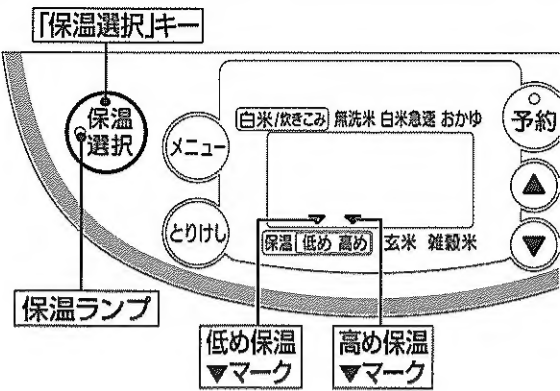 「保温選択」キー
保温
選択
メニュー
とりけし
白米/炊きこみ 無洗米 白米急速 おかゆ
予約
▲
▼
保温 低め 高め 玄米 雑穀米
保温ランプ
低め保温
▼マーク
高め保温
▼マーク